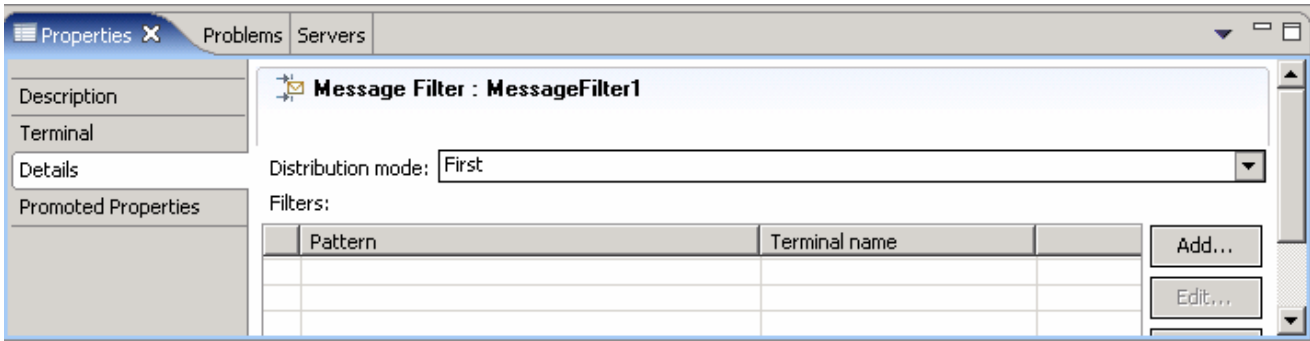 Properties Problems Servers
Description
Terminal
Details
Promoted Properties
Message Filter : MessageFilter1
Distribution mode: First
Filters:
Pattern Terminal name
Add...
Edit...